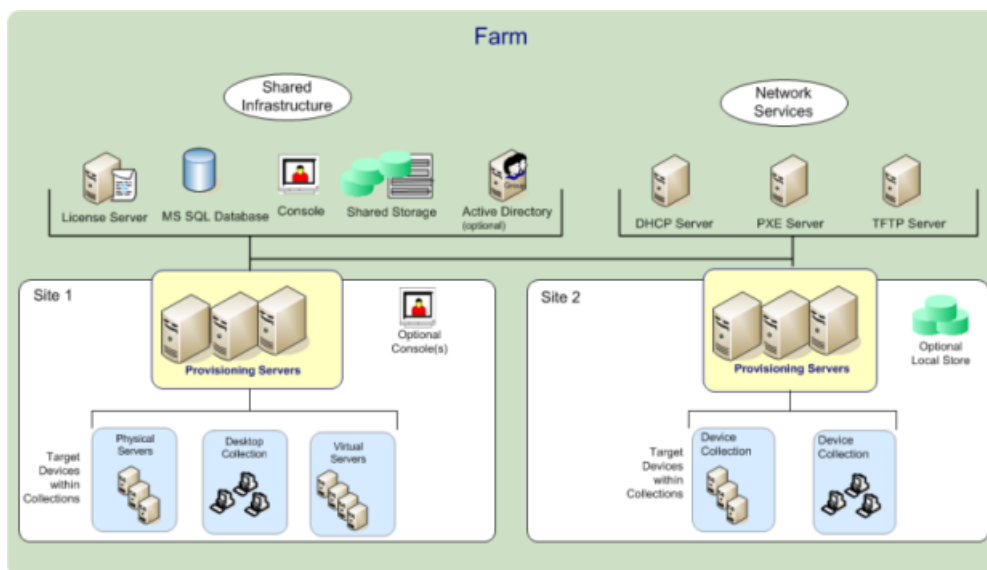 Farm
Shared
Infrastructure
Network
Services
License Server
MS SQL Database
Console
Shared Storage
Group
Active Directory
(optional)
DHCP Server
PXE Server
TFTP Server
Site 1
Provisioning Servers
Optional
Console(s)
Target
Devices
within
Collections
Physical
Servers
Desktop
Collection
Virtual
Servers
Site 2
Provisioning Servers
Optional
Local Store
Target
Devices
within
Collections
Device
Collection
Device
Collection